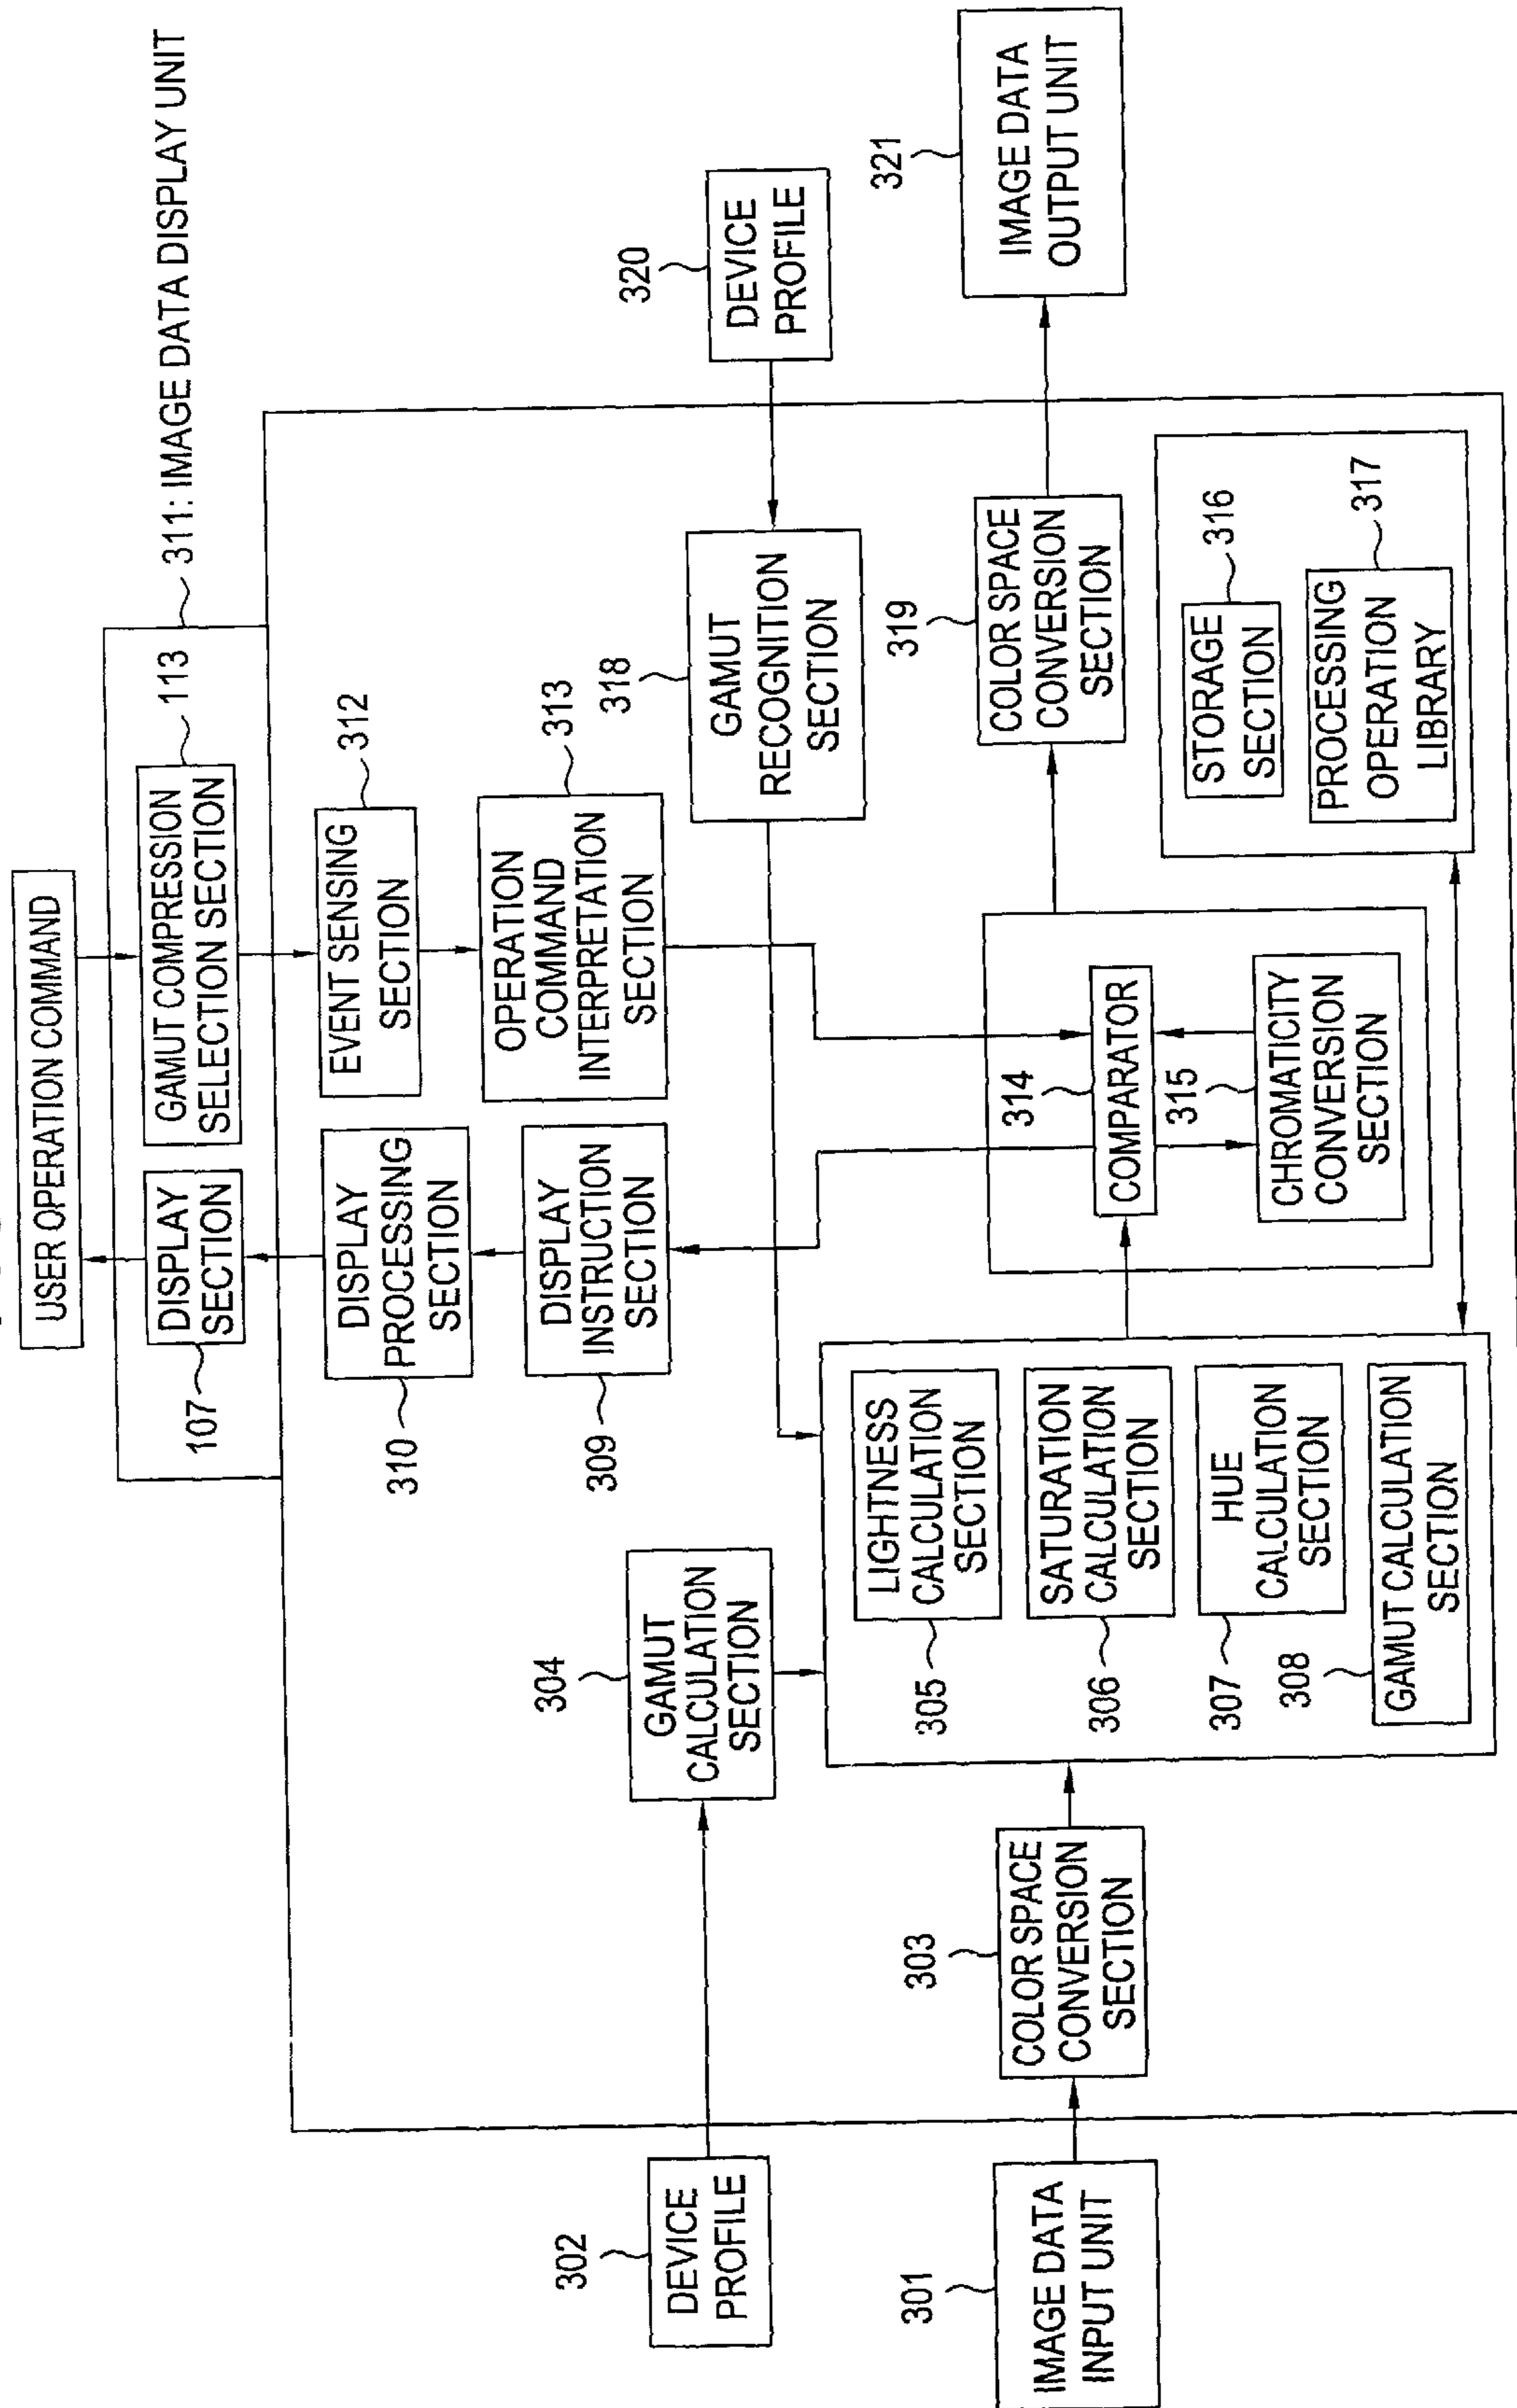 USER OPERATION COMMAND
311: IMAGE DATA DISPLAY UNIT
107
DISPLAY
SECTION
GAMUT COMPRESSION
SELECTION SECTION
113
310
DISPLAY
PROCESSING
SECTION
EVENT SENSING
SECTION
312
309
DISPLAY
INSTRUCTION
SECTION
OPERATION
COMMAND
INTERPRETATION
SECTION
313
302
DEVICE
PROFILE
304
GAMUT
CALCULATION
SECTION
318
GAMUT
RECOGNITION
SECTION
320
DEVICE
PROFILE
301
IMAGE DATA
INPUT UNIT
303
COLOR SPACE
CONVERSION
SECTION
305
LIGHTNESS
CALCULATION
SECTION
306
SATURATION
CALCULATION
SECTION
307
HUE
CALCULATION
SECTION
308
GAMUT CALCULATION
SECTION
314
COMPARATOR
315
CHROMATICITY
CONVERSION
SECTION
319
COLOR SPACE
CONVERSION
SECTION
321
IMAGE DATA
OUTPUT UNIT
STORAGE
SECTION
316
PROCESSING
OPERATION
LIBRARY
317